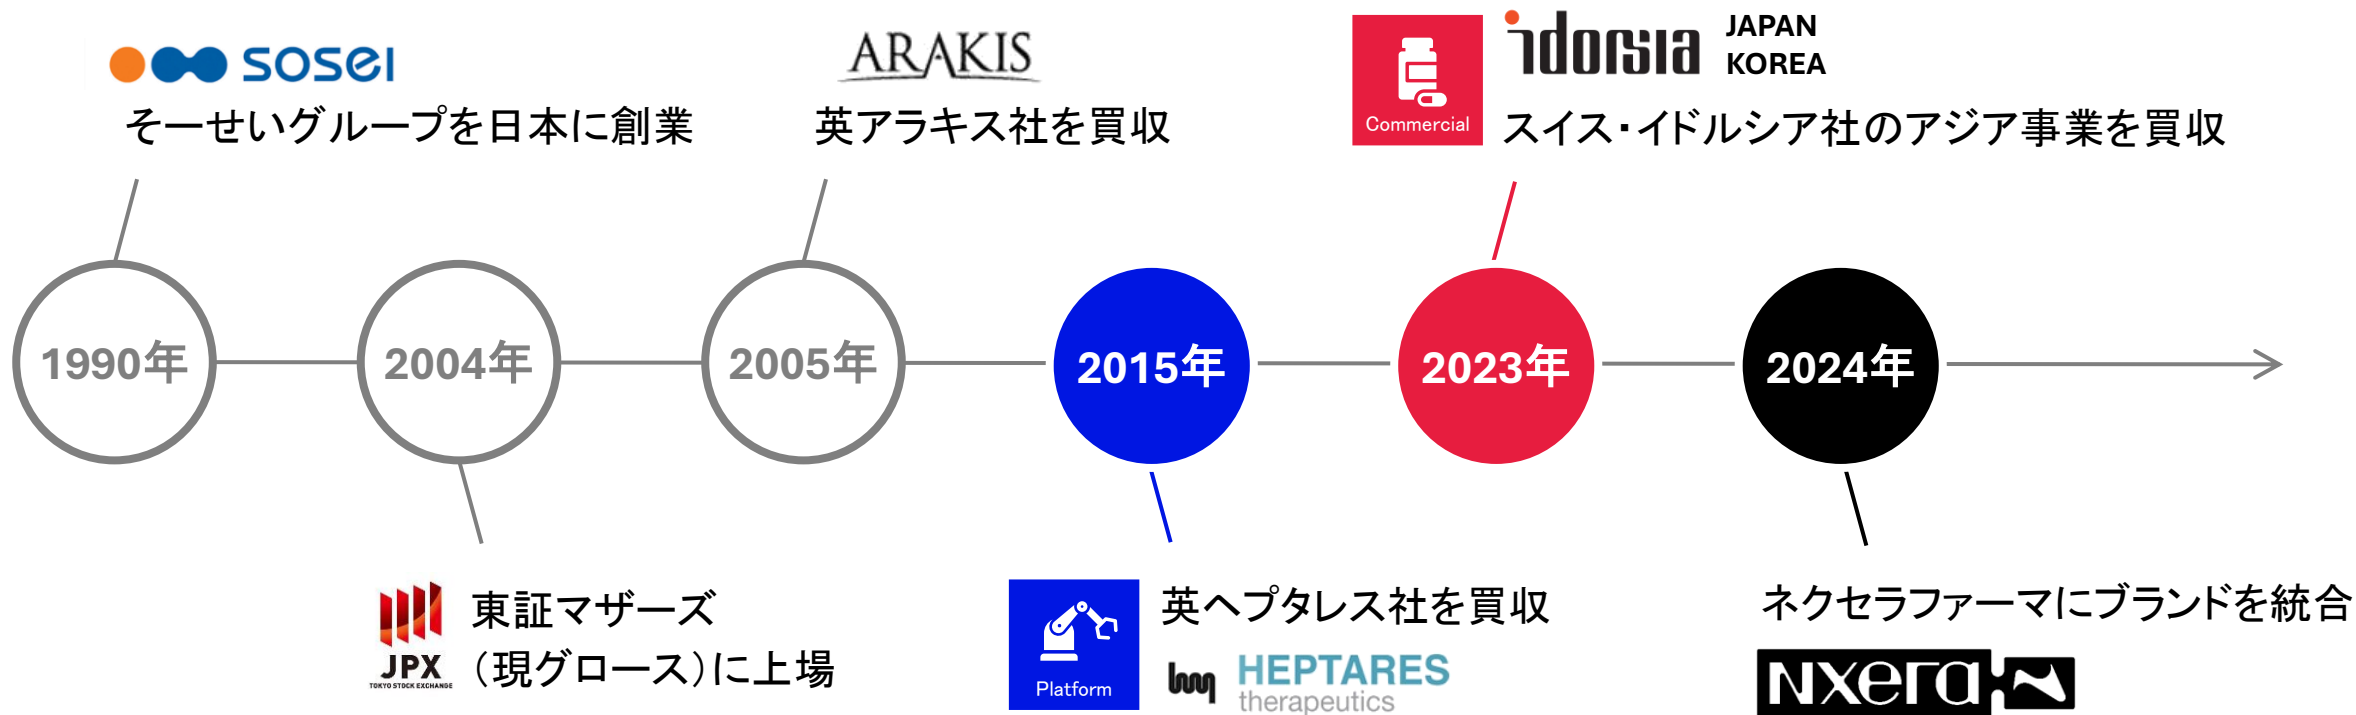 sosei
そーせいグループを日本に創業
ARAKIS
英アラキス社を買収
Commercial
idorsia
JAPAN
KOREA
スイス・イドルシア社のアジア事業を買収
1990年
2004年
2005年
2015年
2023年
2024年
JPX
TOKYO STOCK EXCHANGE
東証マザーズ
（現グロース）に上場
Platform
英ヘプタレス社を買収
HEPTARES
therapeutics
ネクセラファーマにブランドを統合
NXera